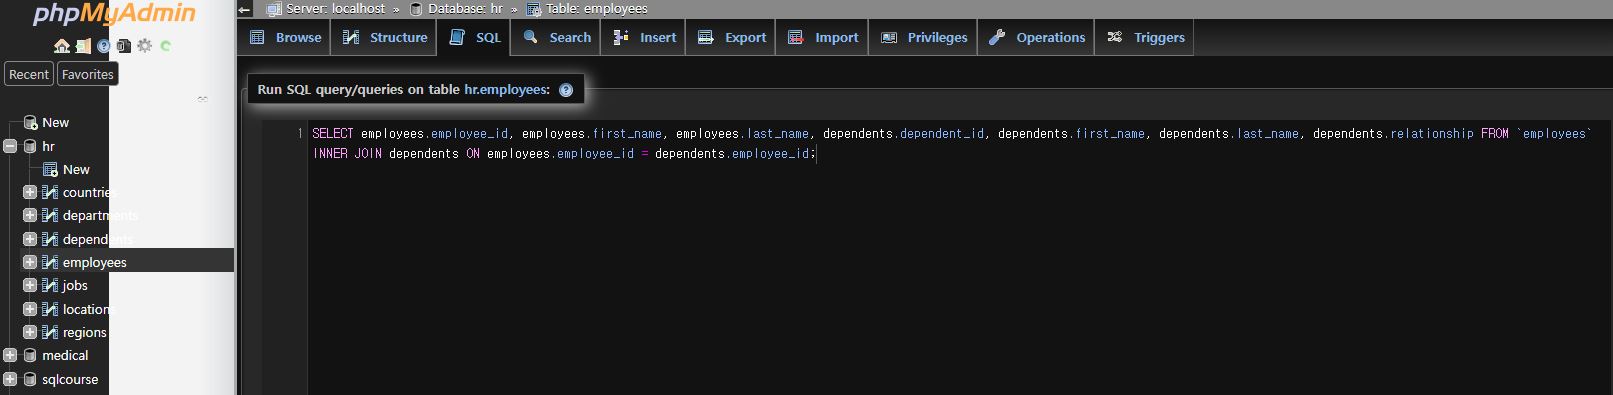 phpMyAdmin
Recent Favorites
New
hr
New
countries
departments
dependents
employees
jobs
locations
regions
medical
sqlcourse
Server: localhost » Database: hr » Table: employees
Browse Structure SQL Search Insert Export Import Privileges Operations Triggers
Run SQL query/queries on table hr.employees:
1 SELECT employees.employee_id, employees.first_name, employees.last_name, dependents.dependent_id, dependents.first_name, dependents.last_name, dependents.relationship FROM `employees`
INNER JOIN dependents ON employees.employee_id = dependents.employee_id;